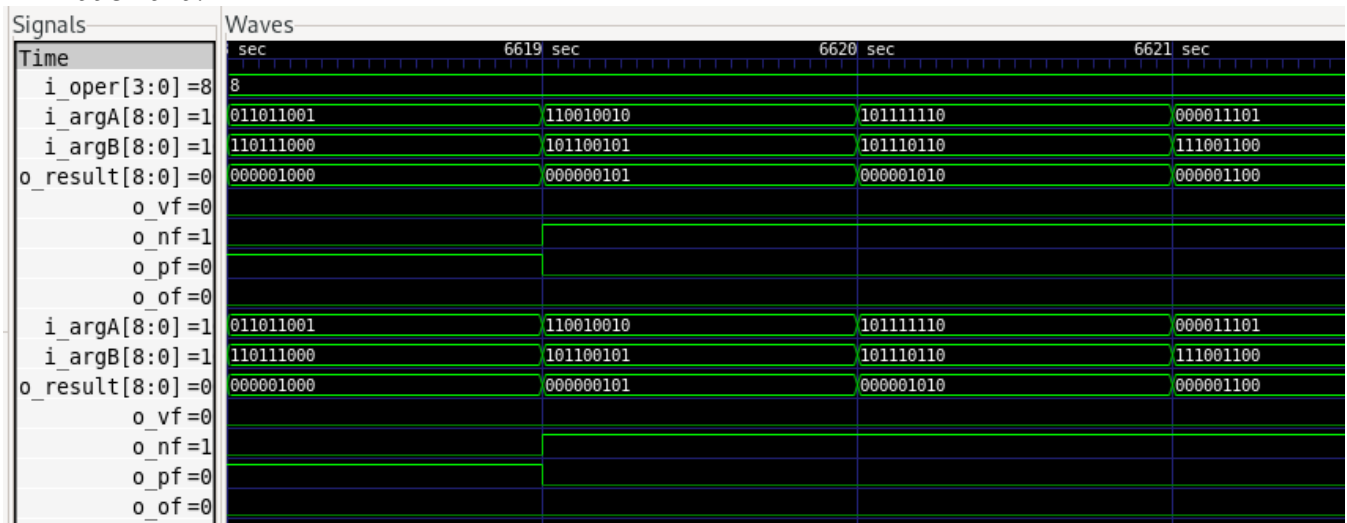 Signals Waves
Time sec 6619 sec 6620 sec 6621 sec
i_oper[3:0]=8 8
i_argA[8:0]=1 011011001 110010010 101111110 000011101
i_argB[8:0]=1 110111000 101100101 101110110 111001100
o_result[8:0]=0 000001000 000000101 000001010 000001100
o_vf=0
o_nf=1
o_pf=0
o_of=0
i_argA[8:0]=1 011011001 110010010 101111110 000011101
i_argB[8:0]=1 110111000 101100101 101110110 111001100
o_result[8:0]=0 000001000 000000101 000001010 000001100
o_vf=0
o_nf=1
o_pf=0
o_of=0